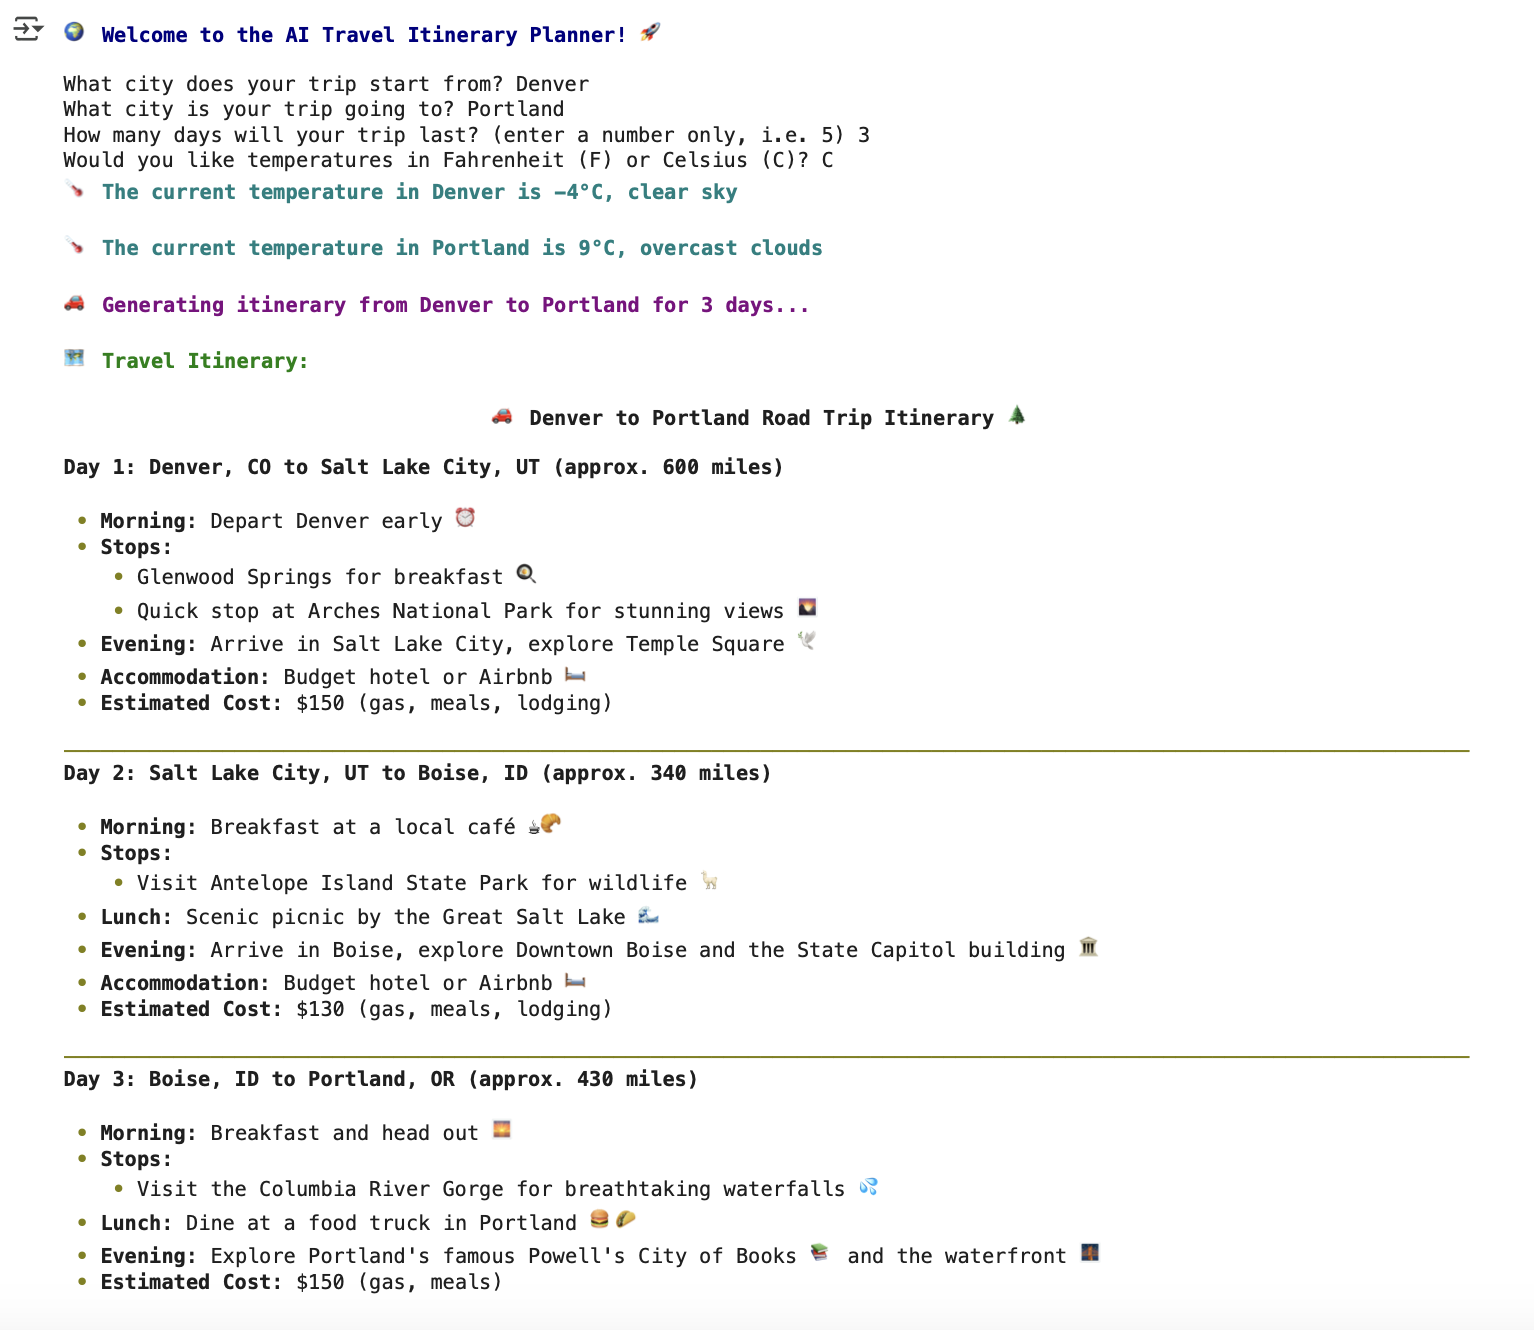 🌍 Welcome to the AI Travel Itinerary Planner! 🚀
What city does your trip start from? Denver
What city is your trip going to? Portland
How many days will your trip last? (enter a number only, i.e. 5) 3
Would you like temperatures in Fahrenheit (F) or Celsius (C)? C
🌡 The current temperature in Denver is -4°C, clear sky
🌡 The current temperature in Portland is 9°C, overcast clouds
🚗 Generating itinerary from Denver to Portland for 3 days...
🗺 Travel Itinerary:
🚗 Denver to Portland Road Trip Itinerary 🌲
Day 1: Denver, CO to Salt Lake City, UT (approx. 600 miles)
• Morning: Depart Denver early ⏰
• Stops:
• Glenwood Springs for breakfast 🍳
• Quick stop at Arches National Park for stunning views 🌄
• Evening: Arrive in Salt Lake City, explore Temple Square 🕊
• Accommodation: Budget hotel or Airbnb 🛏
• Estimated Cost: $150 (gas, meals, lodging)
Day 2: Salt Lake City, UT to Boise, ID (approx. 340 miles)
• Morning: Breakfast at a local café ☕🥐
• Stops:
• Visit Antelope Island State Park for wildlife 🦙
• Lunch: Scenic picnic by the Great Salt Lake 🌊
• Evening: Arrive in Boise, explore Downtown Boise and the State Capitol building 🏛
• Accommodation: Budget hotel or Airbnb 🛏
• Estimated Cost: $130 (gas, meals, lodging)
Day 3: Boise, ID to Portland, OR (approx. 430 miles)
• Morning: Breakfast and head out 🌅
• Stops:
• Visit the Columbia River Gorge for breathtaking waterfalls 💦
• Lunch: Dine at a food truck in Portland 🍔🌮
• Evening: Explore Portland's famous Powell's City of Books 📚 and the waterfront 🌉
• Estimated Cost: $150 (gas, meals)